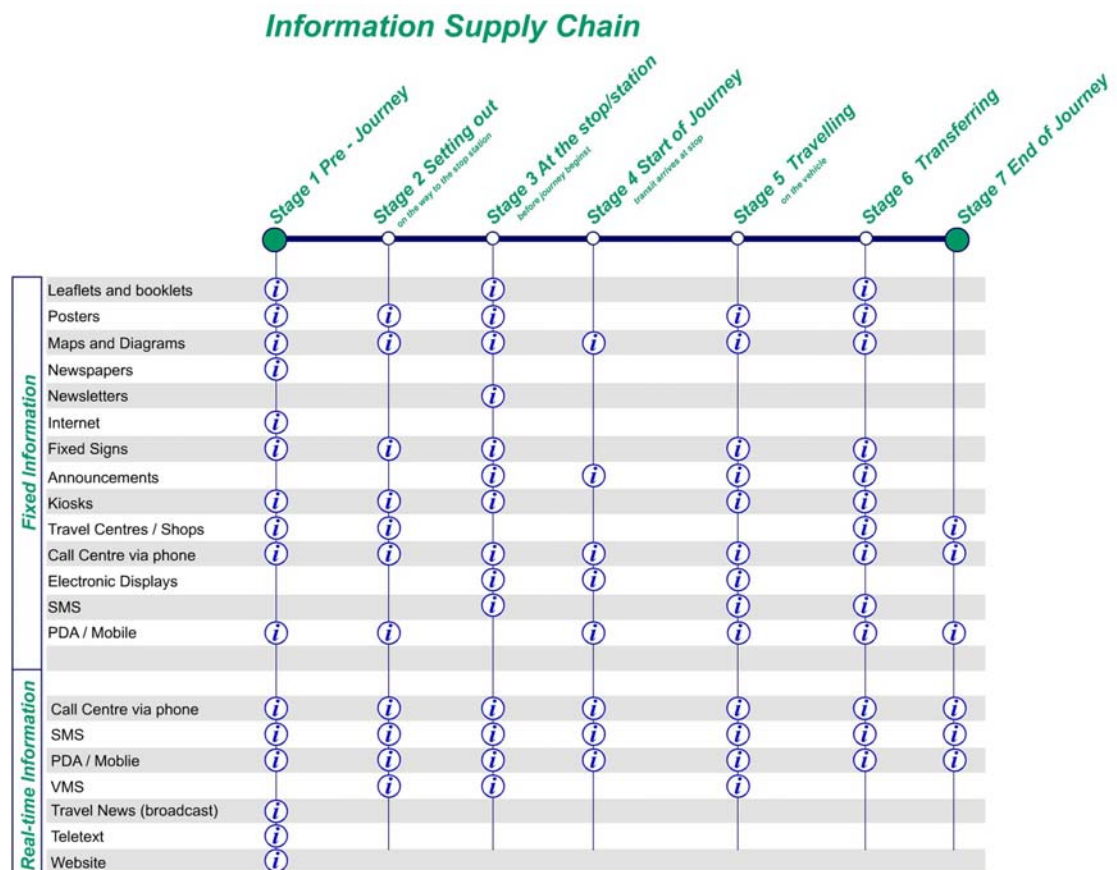 Information Supply Chain
Stage 1 Pre - Journey
Stage 2 Setting out
on the way to the stop station
Stage 3 At the stop/station
before journey beginst
Stage 4 Start of Journey
transit arrives at stop
Stage 5 Travelling
on the vehicle
Stage 6 Transferring
Stage 7 End of Journey
Fixed Information
Leaflets and booklets i i i
Posters i i i i i
Maps and Diagrams i i i i i i
Newspapers i
Newsletters i
Internet i
Fixed Signs i i i i i
Announcements i i i i
Kiosks i i i i i
Travel Centres / Shops i i i i
Call Centre via phone i i i i i i i
Electronic Displays i i i
SMS i i i
PDA / Mobile i i i i i i
Real-time Information
Call Centre via phone i i i i i i i
SMS i i i i i i i
PDA / Moblie i i i i i i i
VMS i i i
Travel News (broadcast) i
Teletext i
Website i